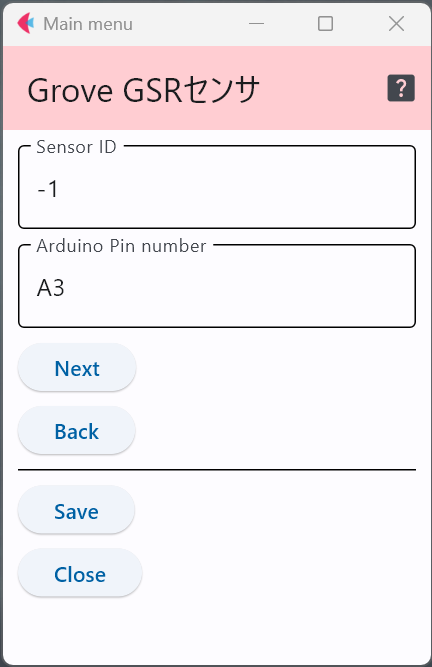 Main menu
Grove GSRセンサ
?
Sensor ID
-1
Arduino Pin number
A3
Next
Back
Save
Close